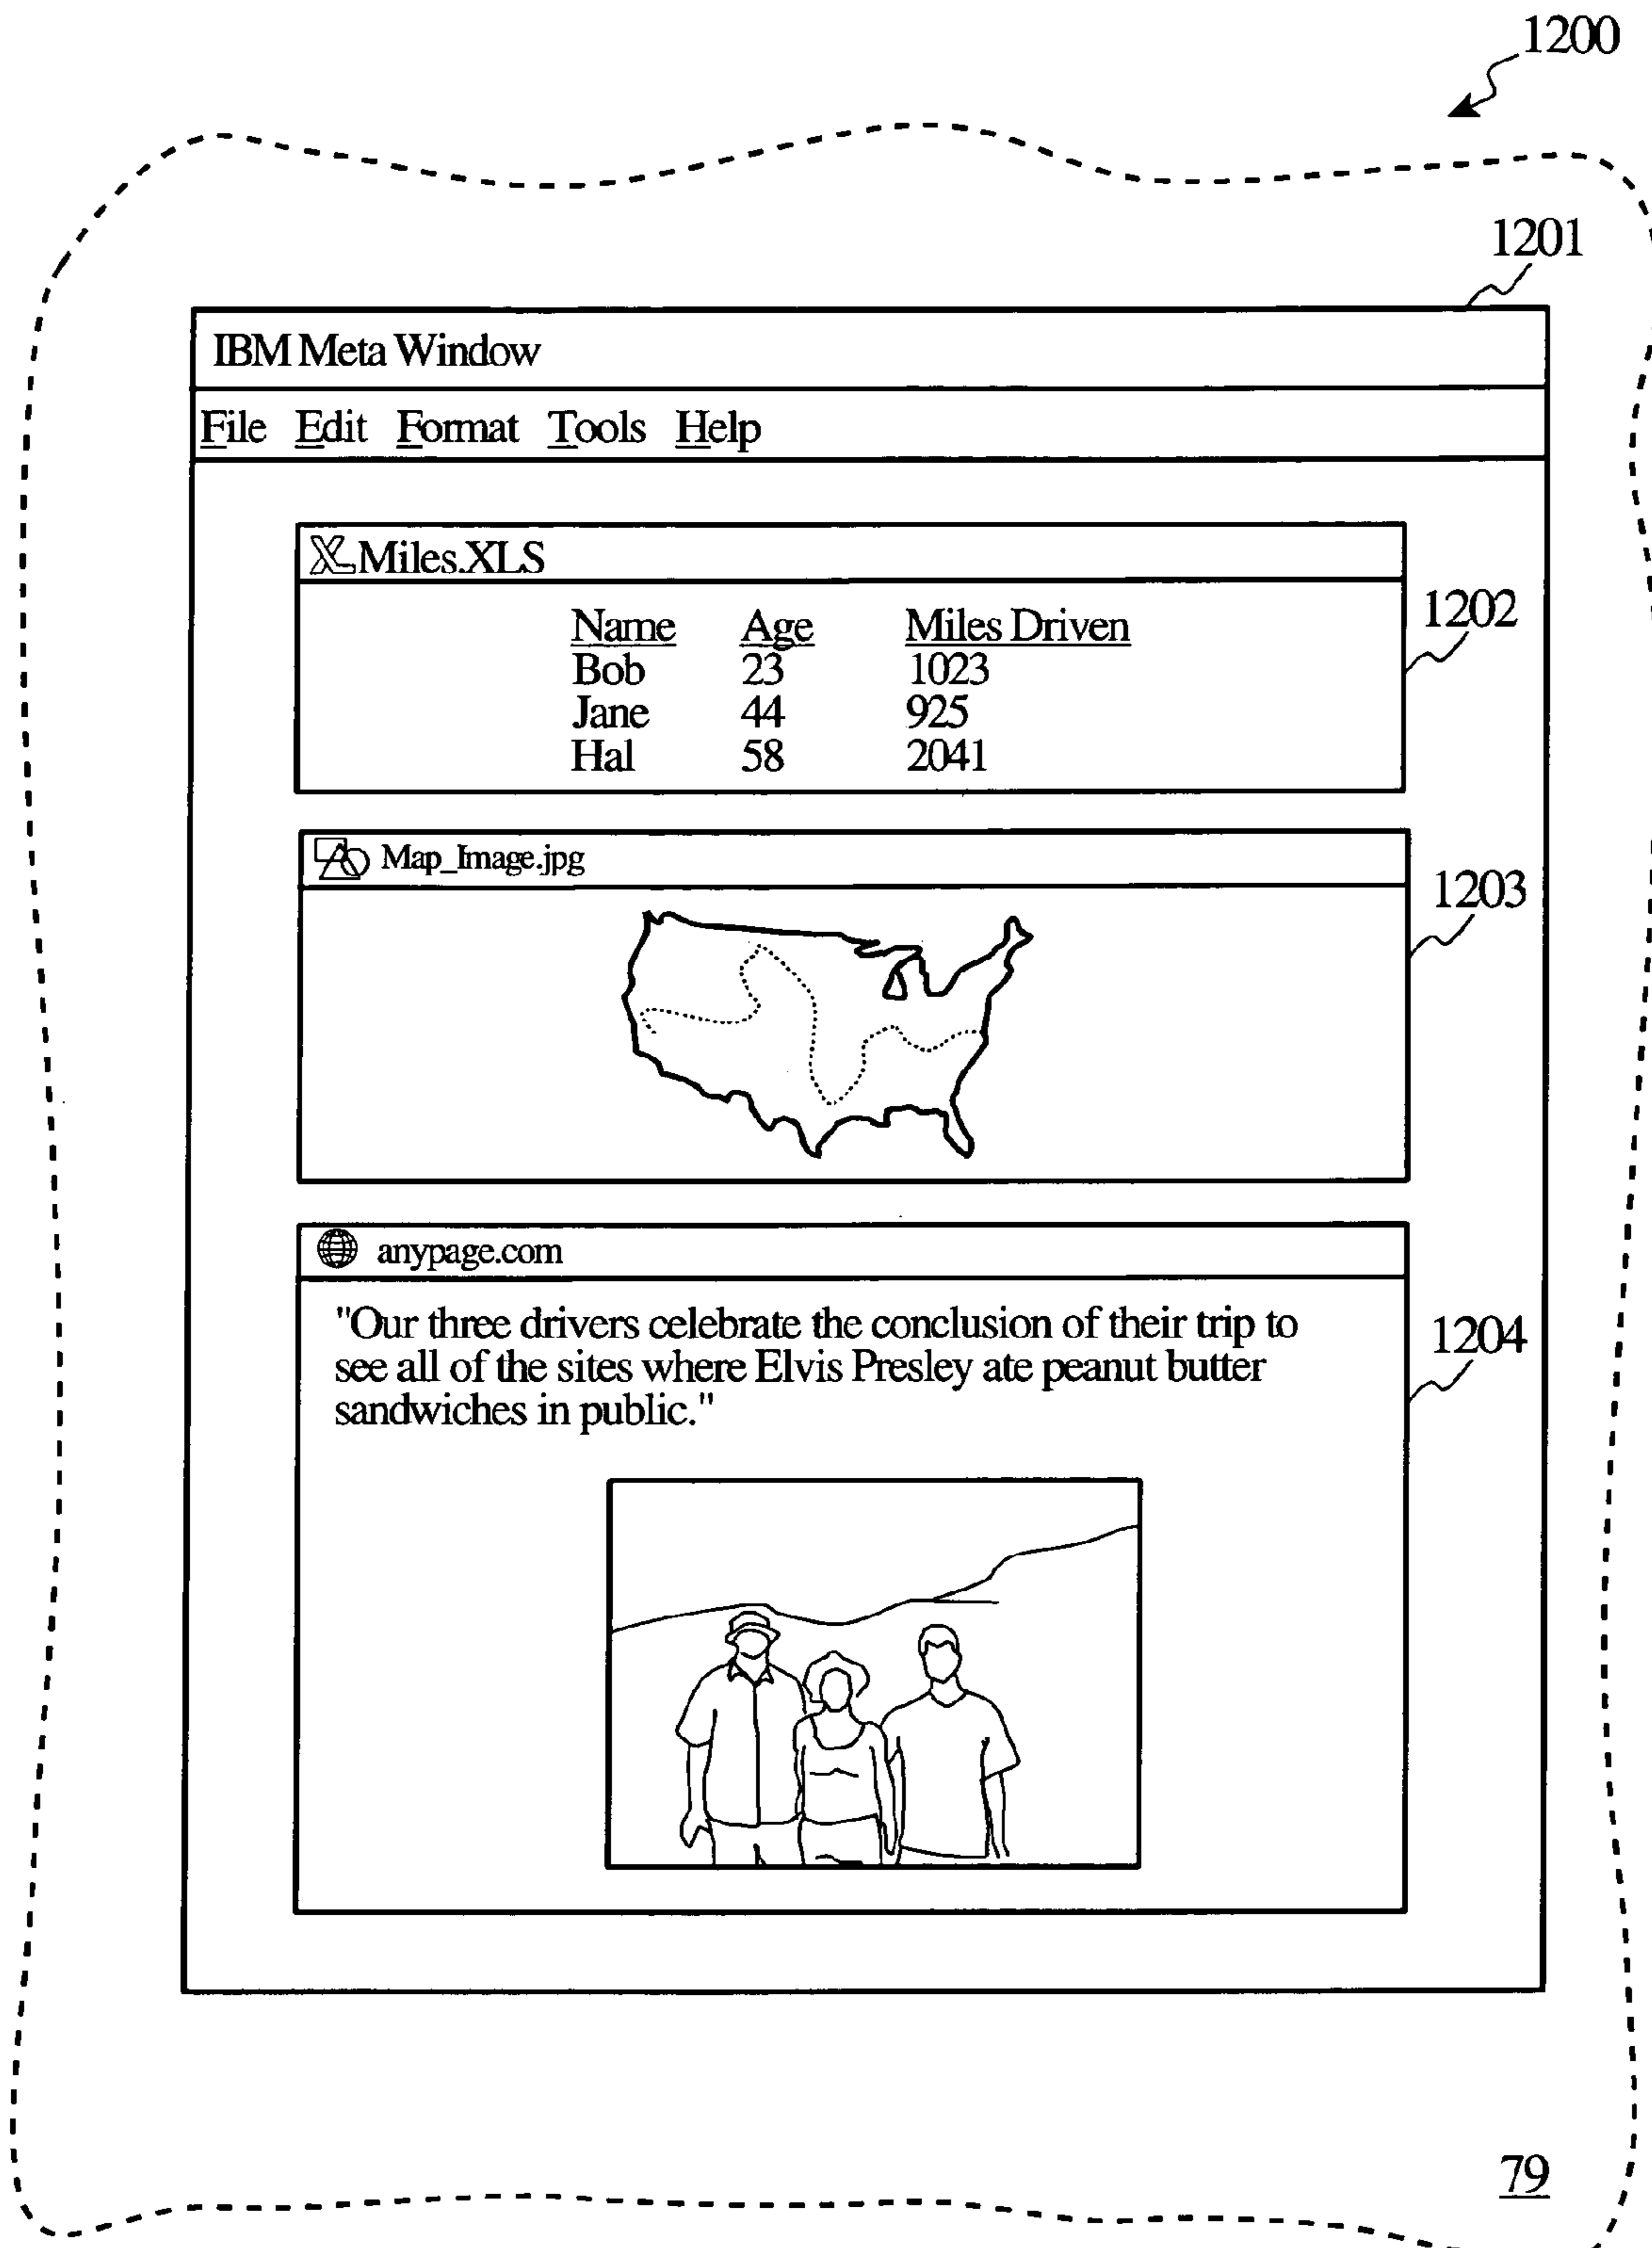 1200
1201
IBM Meta Window
File Edit Format Tools Help
X Miles.XLS
1202
Name Age Miles Driven
Bob 23 1023
Jane 44 925
Hal 58 2041
Map_Image.jpg
1203
anypage.com
"Our three drivers celebrate the conclusion of their trip to
see all of the sites where Elvis Presley ate peanut butter
sandwiches in public."
1204
79